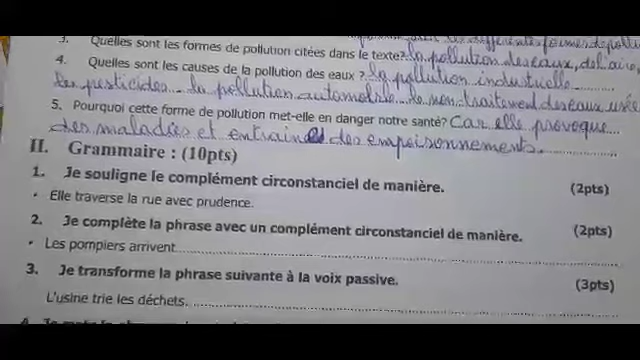 3. Quelles sont les formes de pollution citées dans le texte? la pollution des eaux, de l'aire,
4. Quelles sont les causes de la pollution des eaux ? la pollution industrielle
les pesticides la pollution automobile le non traitement des eaux usé
5. Pourquoi cette forme de pollution met-elle en danger notre santé? Car elle provoque
des maladies et entraine des empoisonnements.
II. Grammaire : (10pts)
1. Je souligne le complément circonstanciel de manière. (2pts)
• Elle traverse la rue avec prudence.
2. Je complète la phrase avec un complément circonstanciel de manière. (2pts)
• Les pompiers arrivent
3. Je transforme la phrase suivante à la voix passive. (3pts)
L'usine trie les déchets.